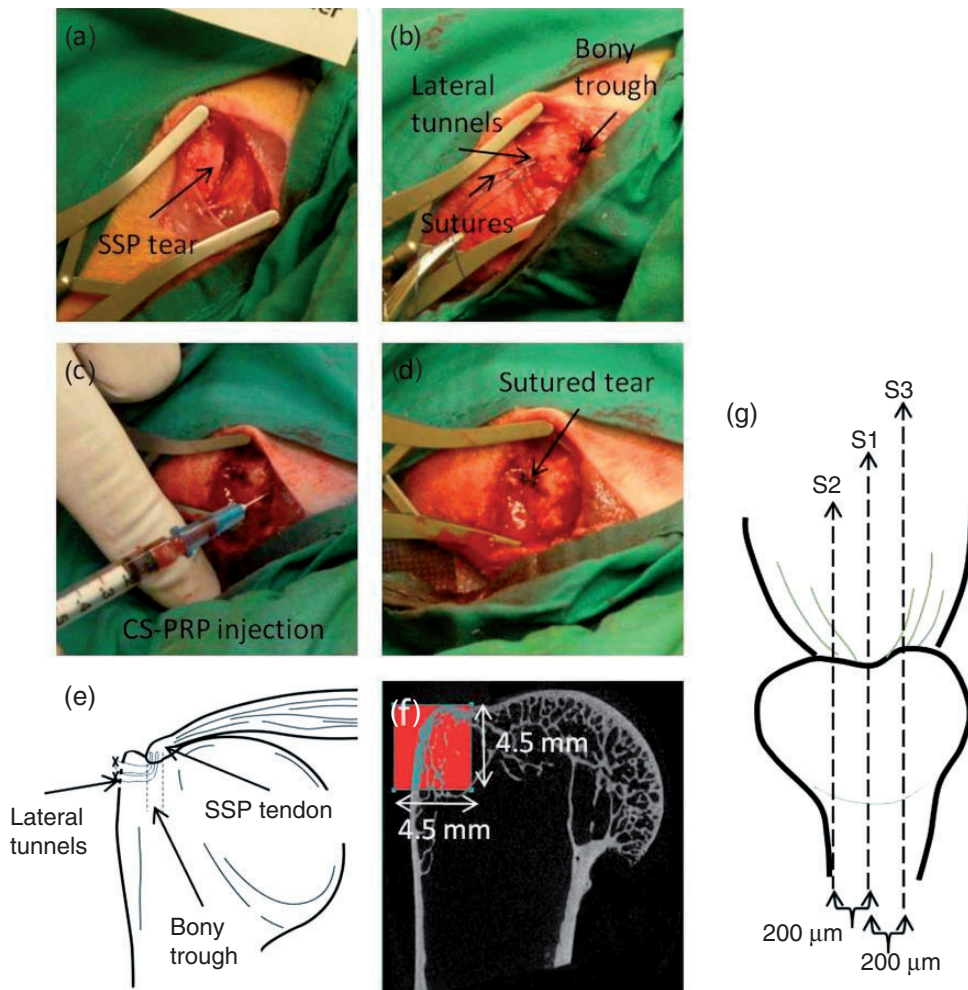 (a)
SSP tear
(b)
Bony
trough
Lateral
tunnels
Sutures
(c)
CS-PRP injection
(d)
Sutured tear
(e)
Lateral
tunnels
SSP tendon
Bony
trough
(f)
4.5 mm
4.5 mm
(g)
S3
S1
S2
200 μm
200 μm